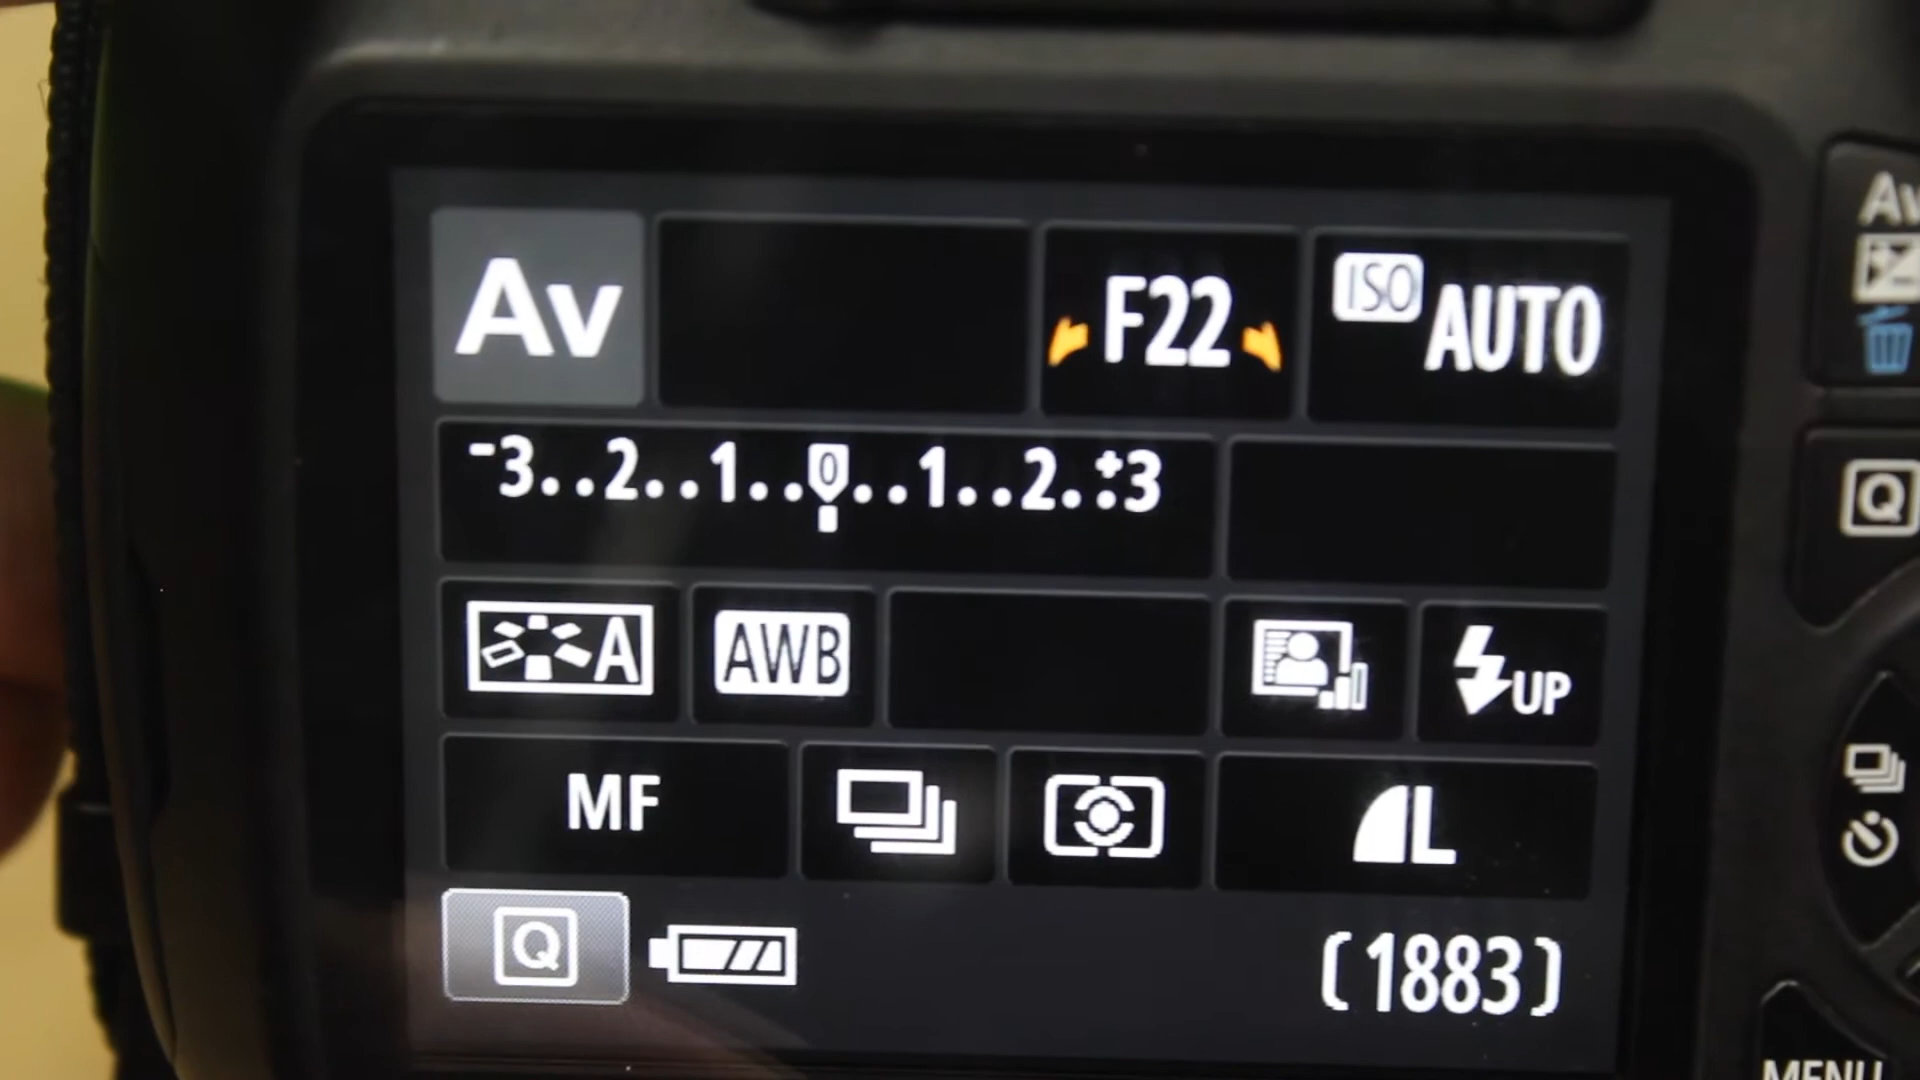 Av F22 ISO AUTO
-3..2..1..0..1..2..+3
A AWB UP
MF L
Q (1883)
Av
Q
MENU